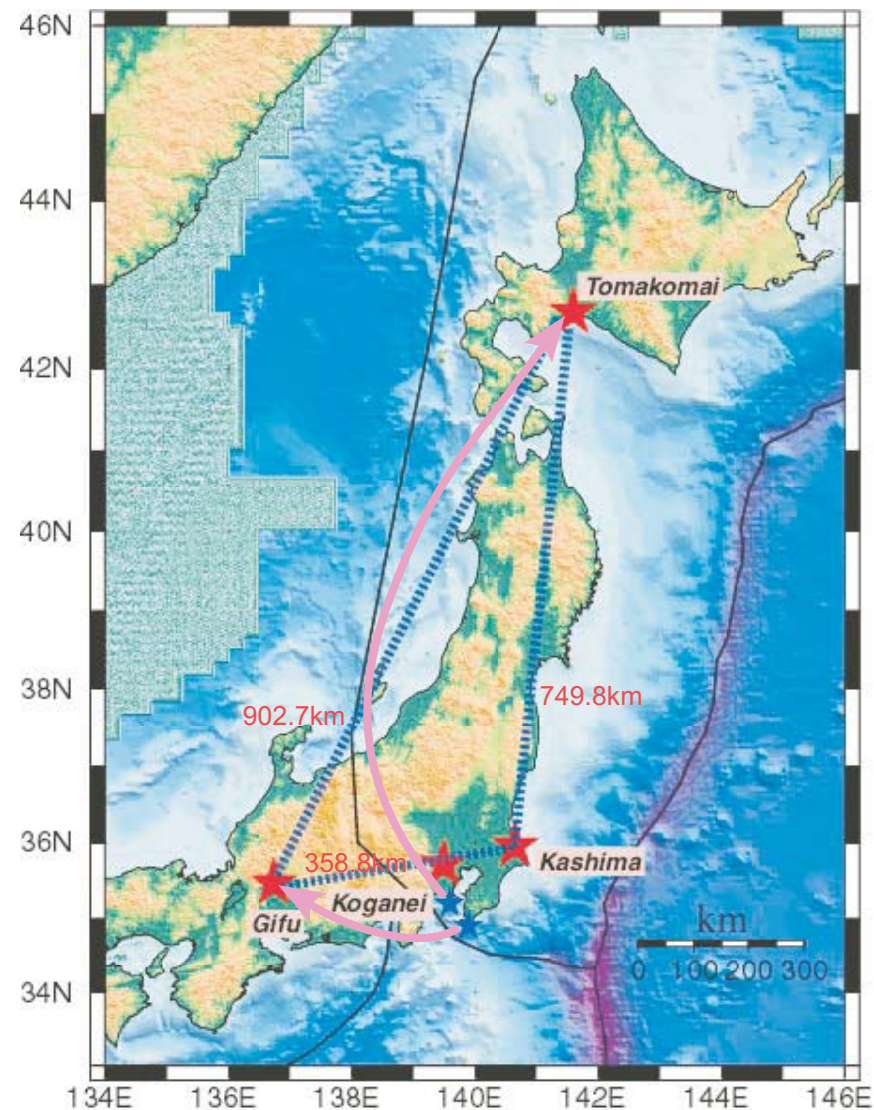 46N
44N
Tomakomai
42N
40N
38N
902.7km
749.8km
36N
358.8km
Kashima
Koganei
Gifu
km
34N
0 100 200 300
134E 136E 138E 140E 142E 144E 146E